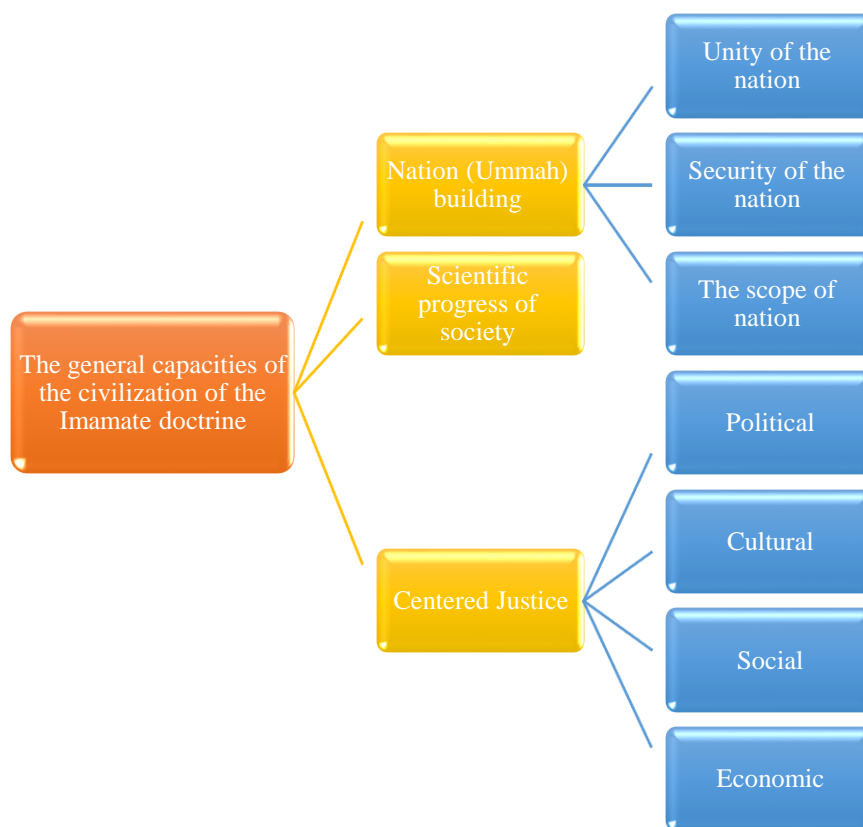 The general capacities of
the civilization of the
Imamate doctrine
Nation (Ummah)
building
Scientific
progress of
society
Centered Justice
Unity of the
nation
Security of the
nation
The scope of
nation
Political
Cultural
Social
Economic